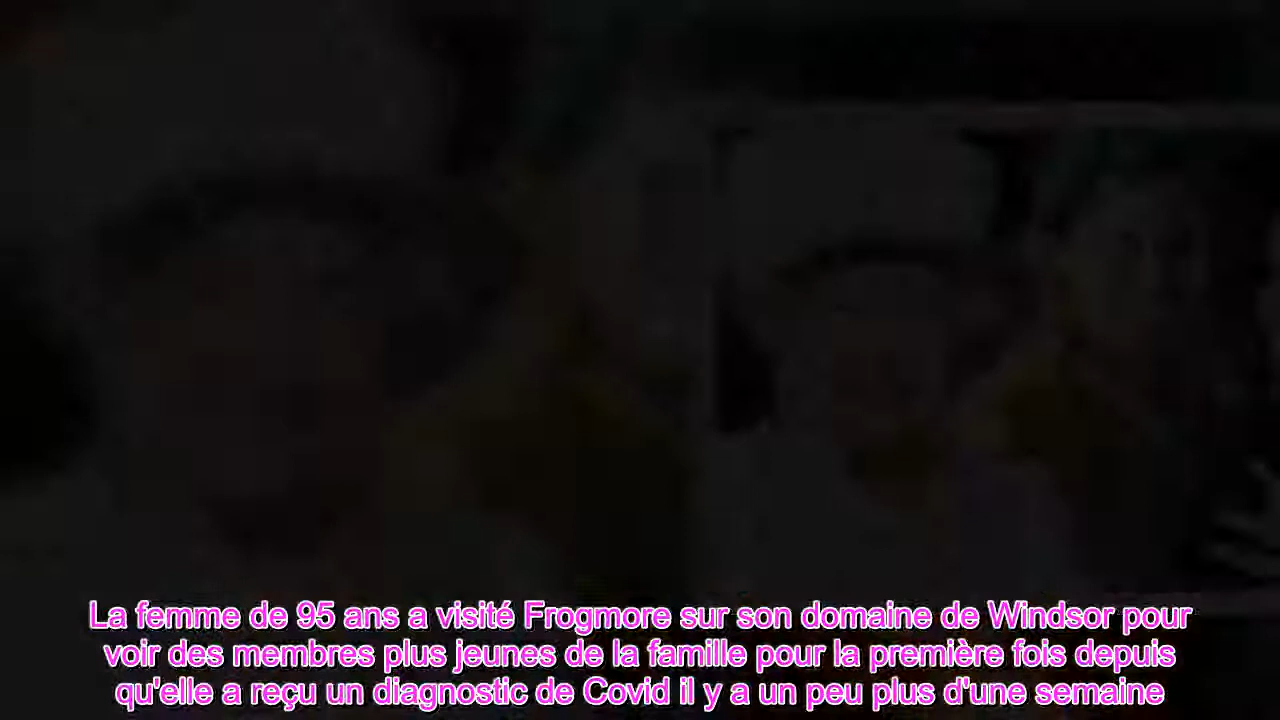 La femme de 95 ans a visité Frogmore sur son domaine de Windsor pour
voir des membres plus jeunes de la famille pour la première fois depuis
qu'elle a reçu un diagnostic de Covid il y a un peu plus d'une semaine